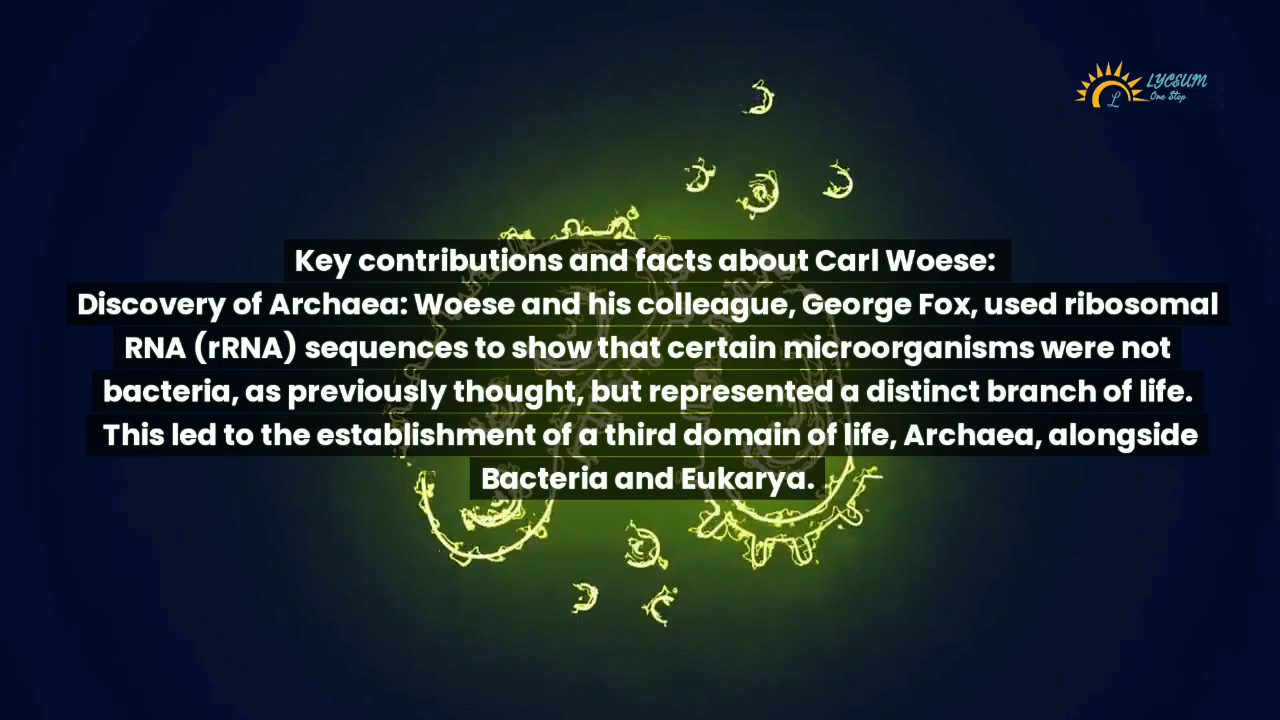 LYCEUM
One Stop
L
Key contributions and facts about Carl Woese:
Discovery of Archaea: Woese and his colleague, George Fox, used ribosomal
RNA (rRNA) sequences to show that certain microorganisms were not
bacteria, as previously thought, but represented a distinct branch of life.
This led to the establishment of a third domain of life, Archaea, alongside
Bacteria and Eukarya.